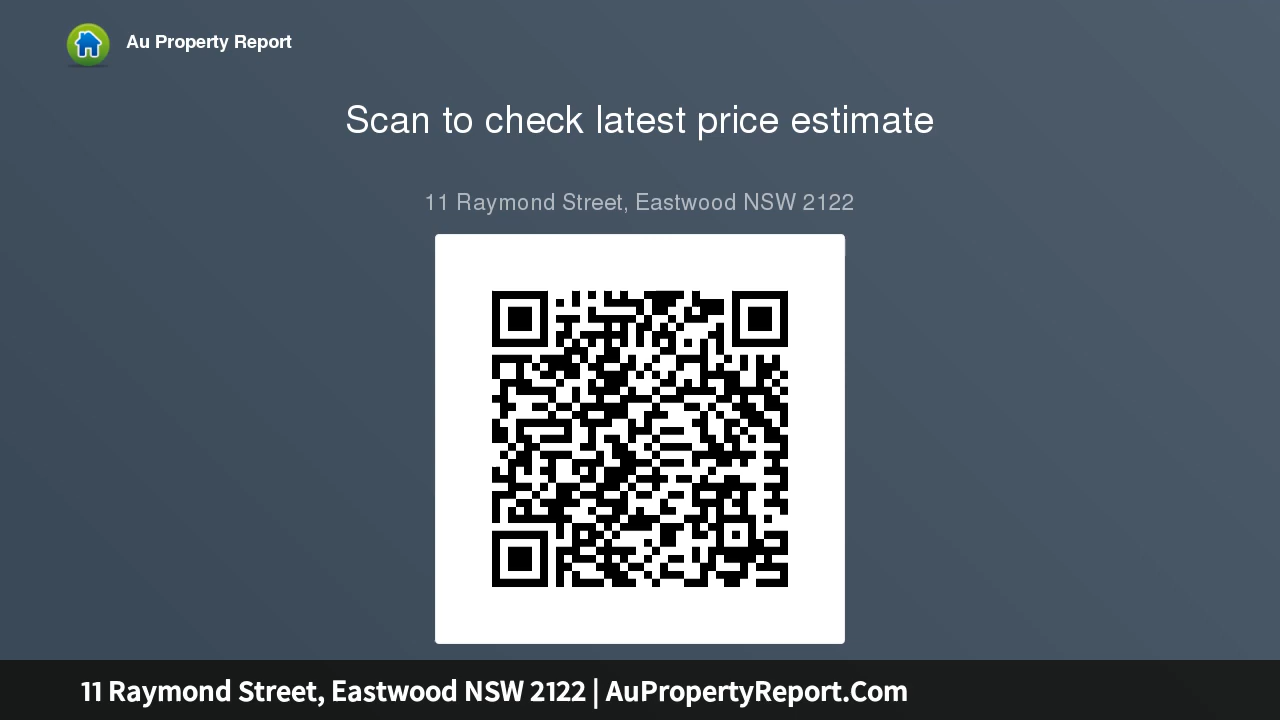 Au Property Report
Scan to check latest price estimate
11 Raymond Street, Eastwood NSW 2122
11 Raymond Street, Eastwood NSW 2122 | AuPropertyReport.Com